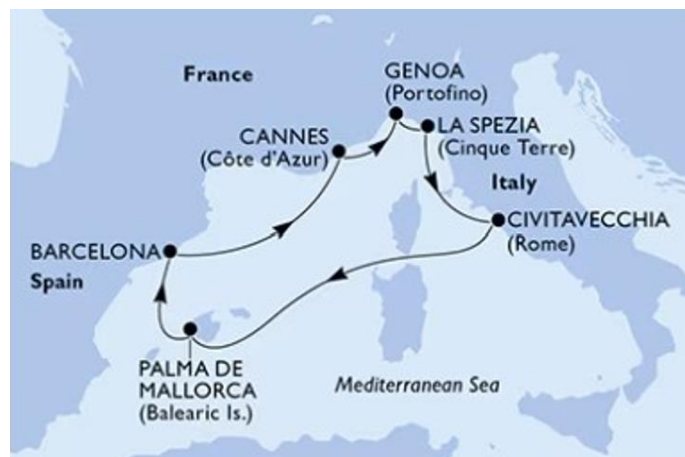 France
GENOA
(Portofino)
CANNES
(Côte d'Azur)
LA SPEZIA
(Cinque Terre)
Italy
CIVITAVECCHIA
(Rome)
BARCELONA
Spain
PALMA DE
MALLORCA
(Balearic Is.)
Mediterranean Sea